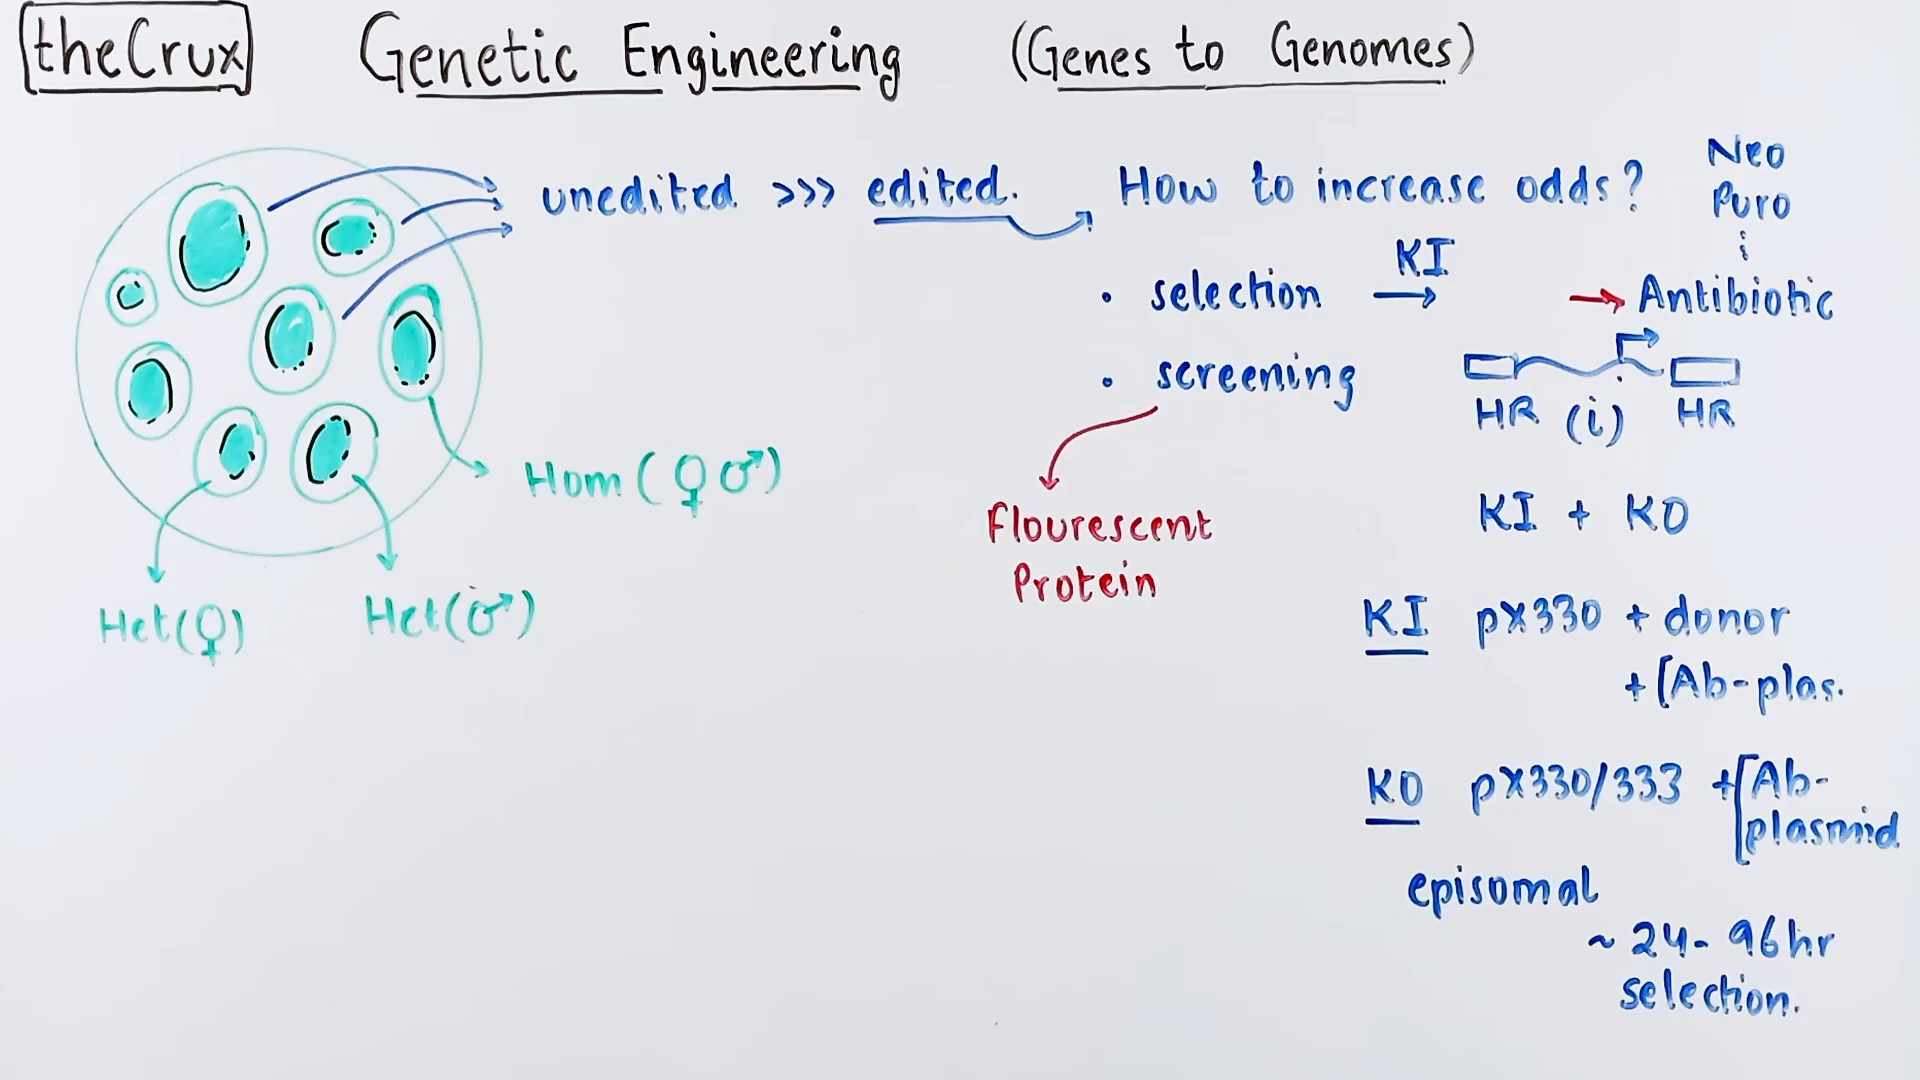 theCrux Genetic Engineering (Genes to Genomes)
unedited >>> edited. How to increase odds?
Neo
Puro
⋮
Antibiotic
• selection KI →
• screening
HR (i) HR
Flourescent
Protein
Hom (♀♂)
Het(♀)
Het(♂)
KI + KO
KI px330 + donor
+ [Ab-plas.
KO px330/333 + [Ab-
plasmid
episomal
~ 24-96hr
selection.